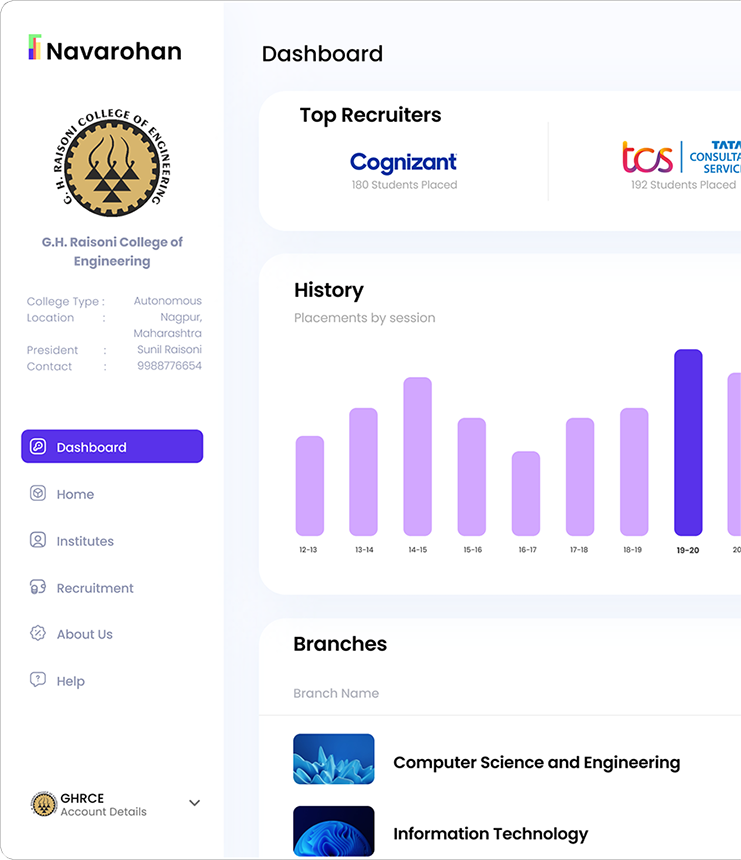 Navarohan
G. H. RAISONI COLLEGE OF ENGINEERING
G.H. Raisoni College of
Engineering
College Type : Autonomous
Location : Nagpur,
Maharashtra
President : Sunil Raisoni
Contact : 9988776654
Dashboard
Home
Institutes
Recruitment
About Us
Help
GHRCE
Account Details
Dashboard
Top Recruiters
Cognizant
180 Students Placed
tcs
TATA
CONSULTA
SERVIC
192 Students Placed
History
Placements by session
12-13 13-14 14-15 15-16 16-17 17-18 18-19 19-20 20
Branches
Branch Name
Computer Science and Engineering
Information Technology